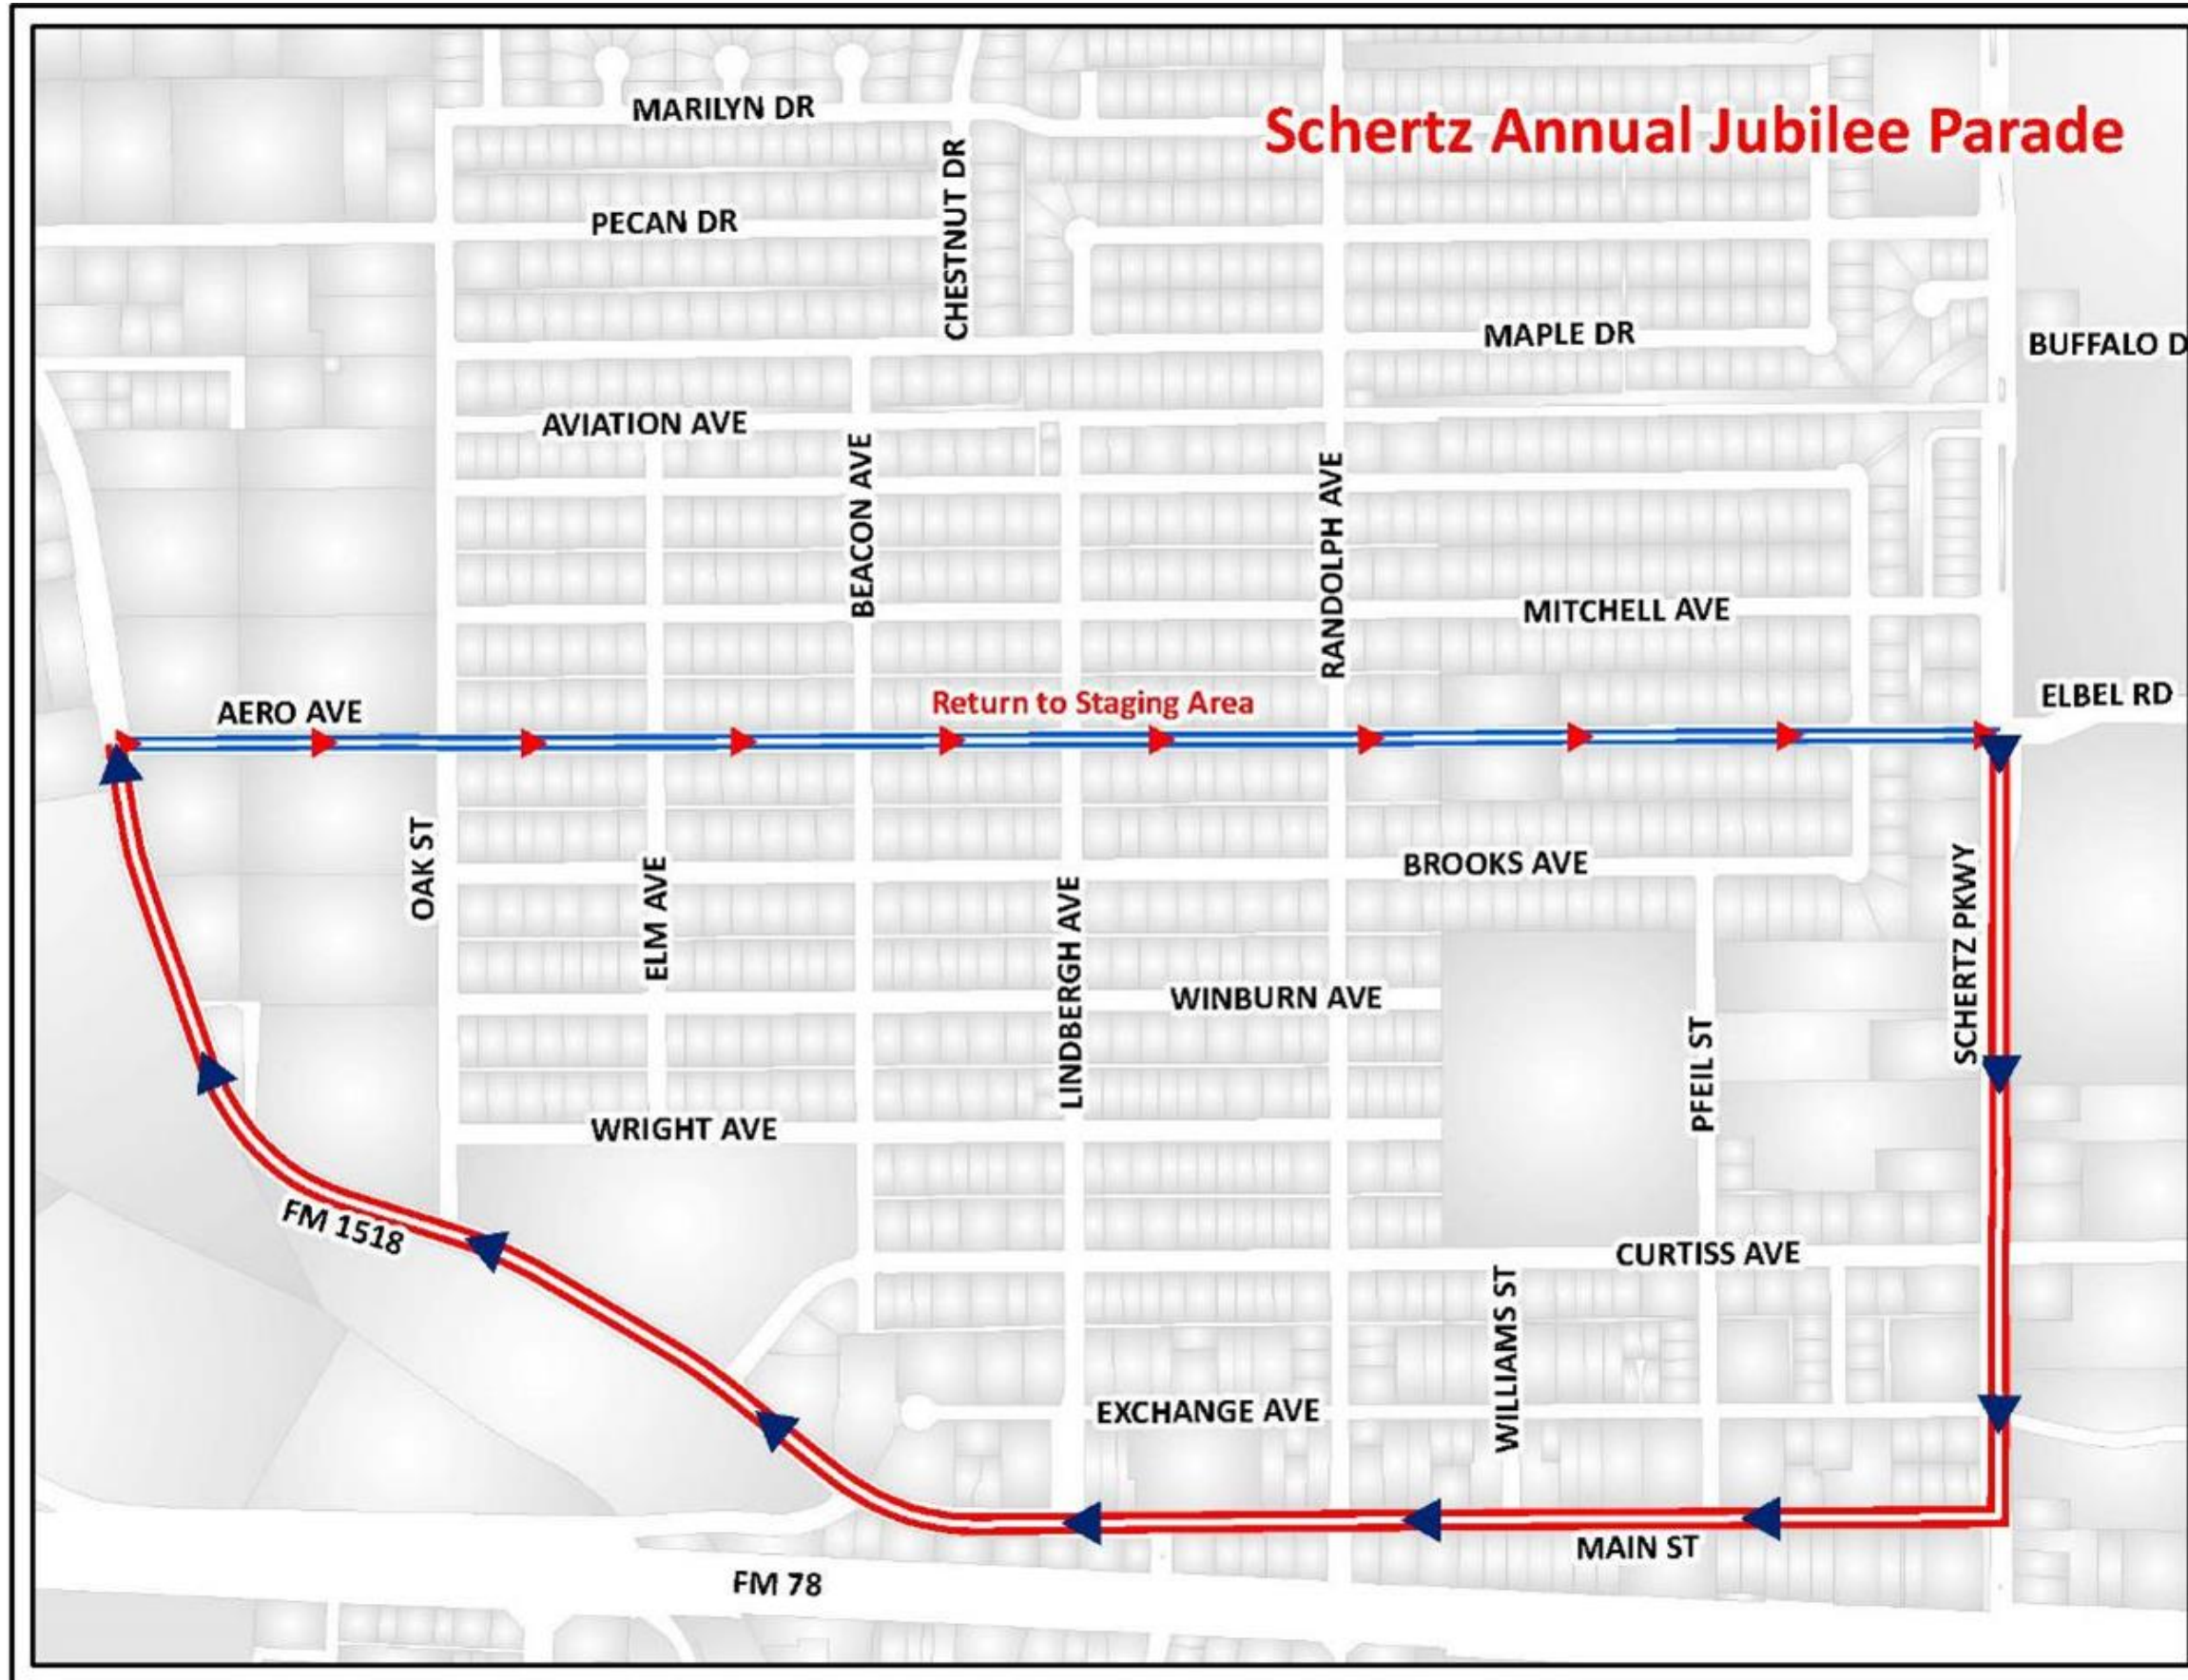 MARILYN DR
Schertz Annual Jubilee Parade
CHESTNUT DR
PECAN DR
MAPLE DR
BUFFALO D
AVIATION AVE
BEACON AVE
RANDOLPH AVE
MITCHELL AVE
ELBEL RD
Return to Staging Area
AERO AVE
OAK ST
ELM AVE
BROOKS AVE
SCHERTZ PKWY
LINDBERGH AVE
WINBURN AVE
PFEIL ST
WRIGHT AVE
FM 1518
CURTISS AVE
WILLIAMS ST
EXCHANGE AVE
MAIN ST
FM 78